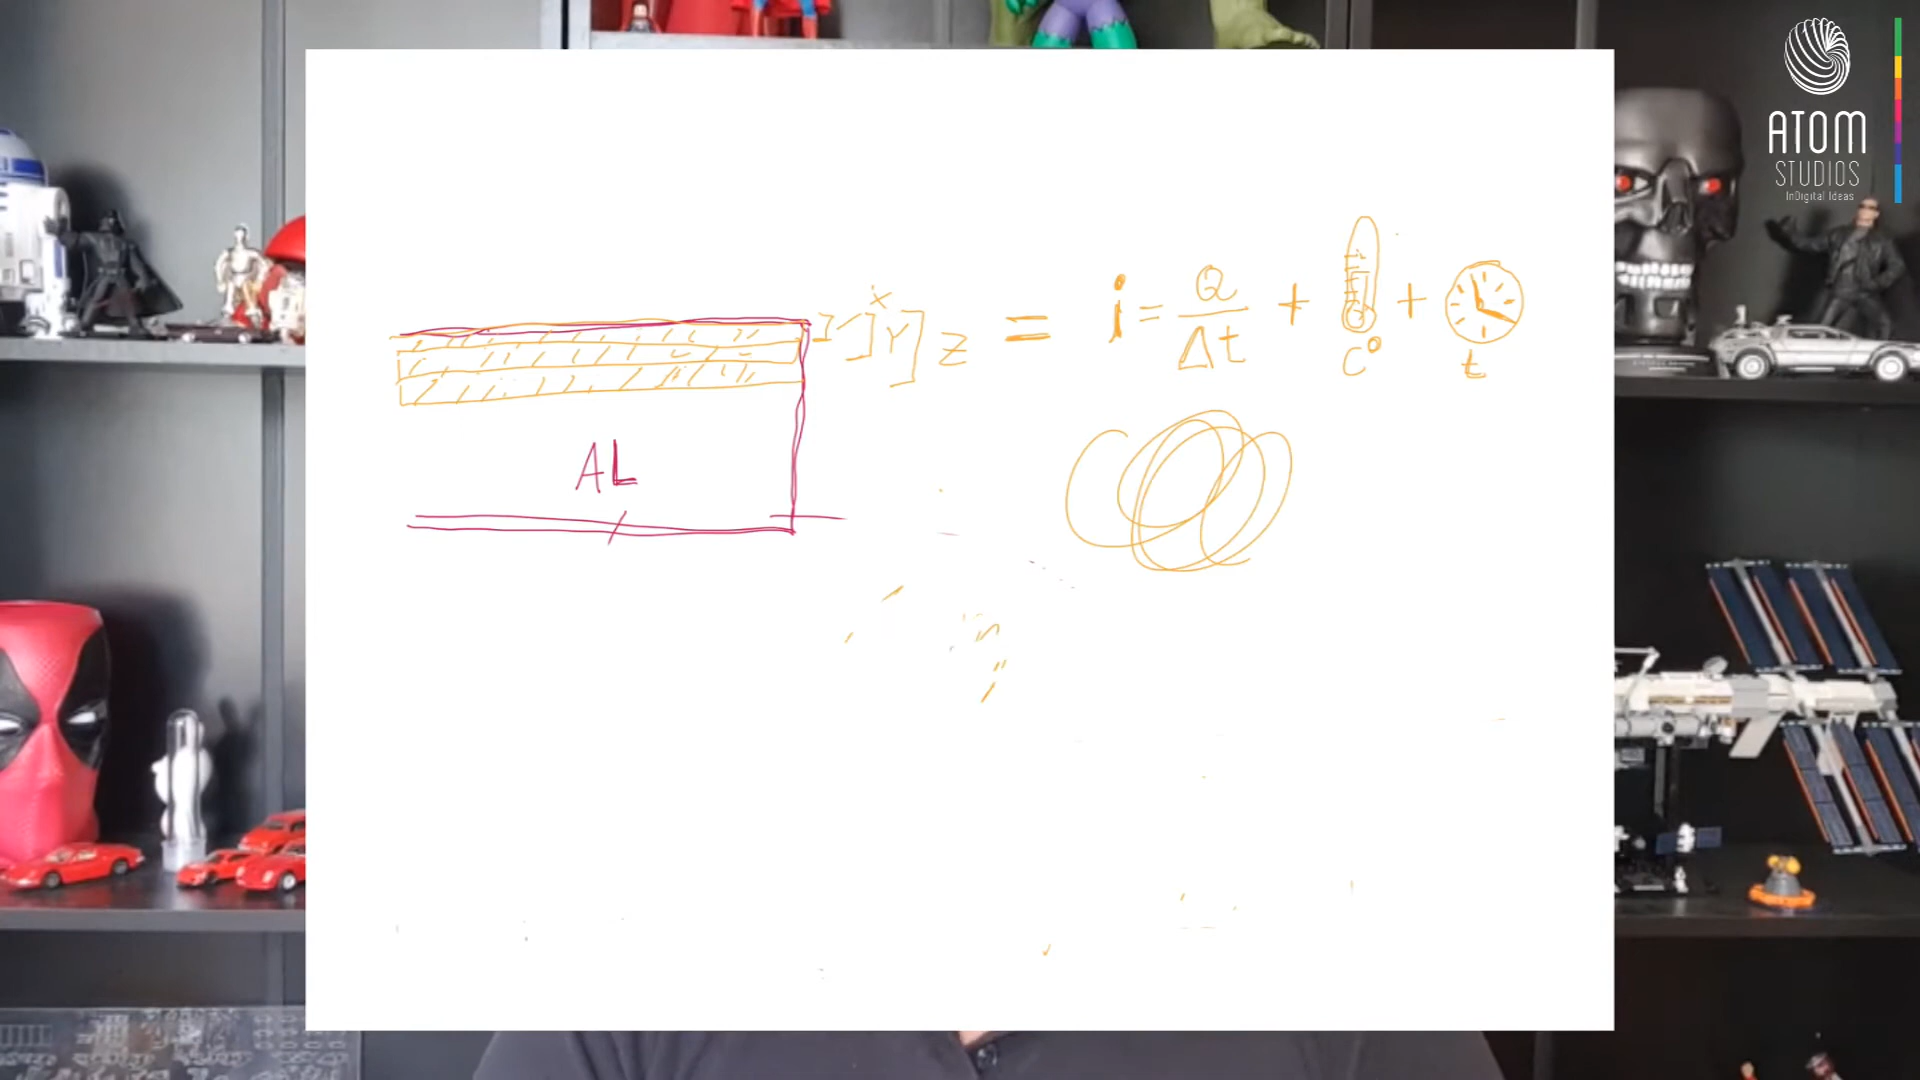 ATOM
STUDIOS
InDigital Ideas
X
Y
Z
= i = Q / Δt + + 
C°
t
AL